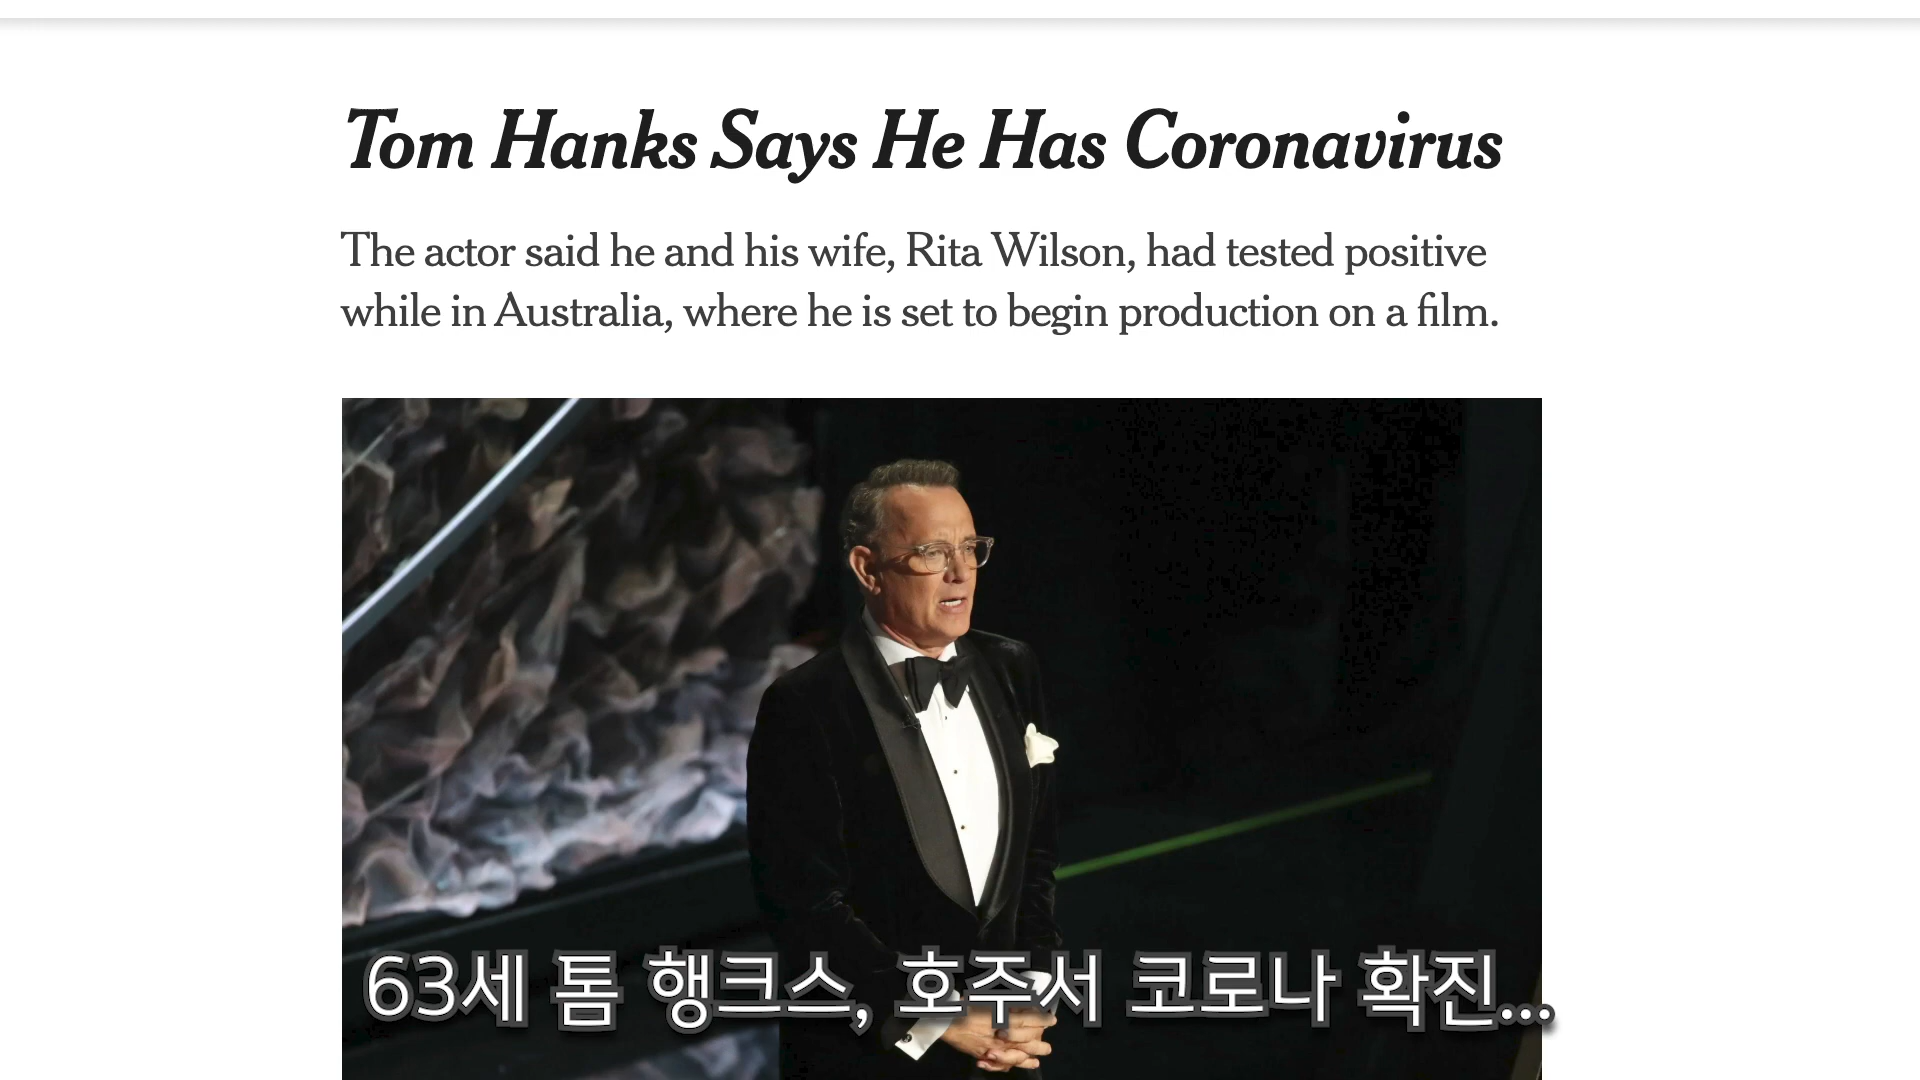 Tom Hanks Says He Has Coronavirus
The actor said he and his wife, Rita Wilson, had tested positive
while in Australia, where he is set to begin production on a film.
63세 톰 행크스, 호주서 코로나 확진...